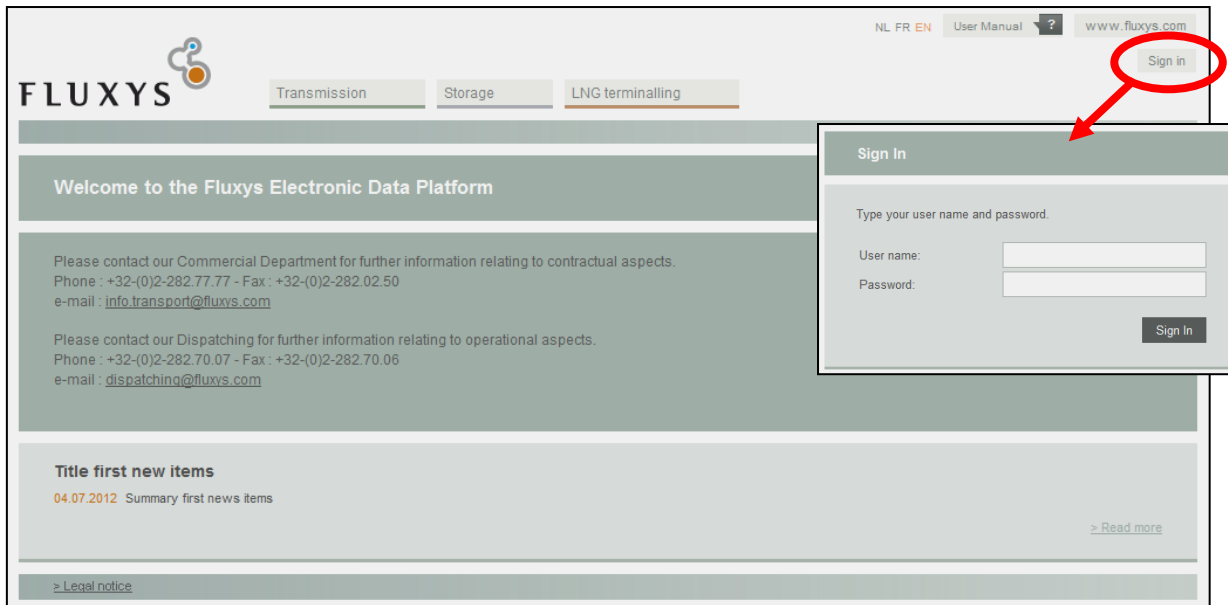 NL FR EN User Manual ? www.fluxys.com
Sign in
FLUXYS
Transmission Storage LNG terminalling
Welcome to the Fluxys Electronic Data Platform
Please contact our Commercial Department for further information relating to contractual aspects.
Phone : +32-(0)2-282.77.77 - Fax : +32-(0)2-282.02.50
e-mail : info.transport@fluxys.com
Please contact our Dispatching for further information relating to operational aspects.
Phone : +32-(0)2-282.70.07 - Fax : +32-(0)2-282.70.06
e-mail : dispatching@fluxys.com
Sign In
Type your user name and password.
User name:
Password:
Sign In
Title first new items
04.07.2012 Summary first news items
> Read more
> Legal notice